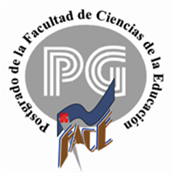 Postgrado de la Facultad de Ciencias de la Educación
PG
FACE